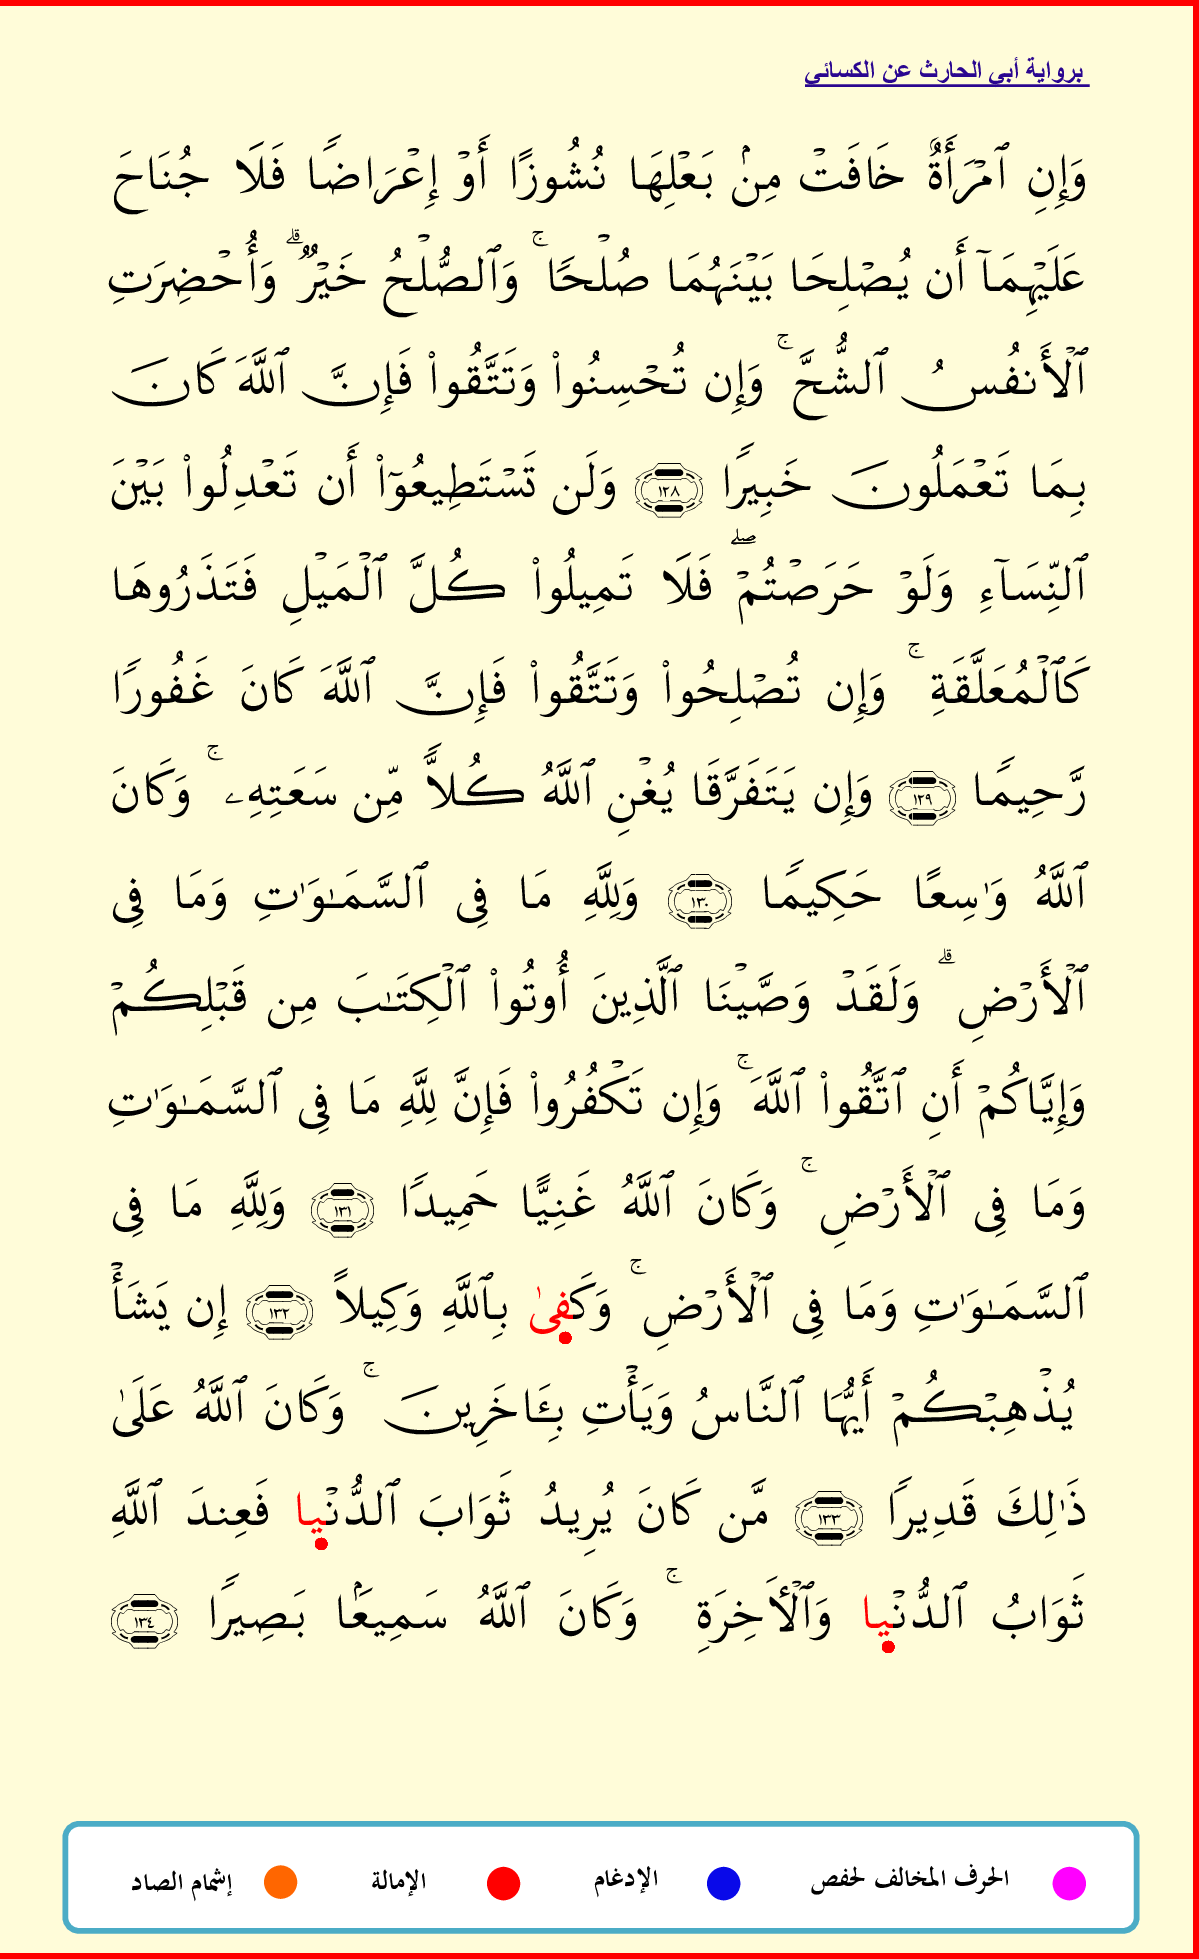 برواية أبي الحارث عن الكسائي
وَإِنِ ٱمۡرَأَةٌ خَافَتۡ مِنۢ بَعۡلِهَا نُشُوزًا أَوۡ إِعۡرَاضًا فَلَا جُنَاحَ
عَلَيۡهِمَآ أَن يُصۡلِحَا بَيۡنَهُمَا صُلۡحًاۚ وَٱلصُّلۡحُ خَيۡرٌۗ وَأُحۡضِرَتِ
ٱلۡأَنفُسُ ٱلشُّحَّۚ وَإِن تُحۡسِنُواْ وَتَتَّقُواْ فَإِنَّ ٱللَّهَ كَانَ
بِمَا تَعۡمَلُونَ خَبِيرًا ١٢٨ وَلَن تَسۡتَطِيعُوٓاْ أَن تَعۡدِلُواْ بَيۡنَ
ٱلنِّسَآءِ وَلَوۡ حَرَصۡتُمۡۖ فَلَا تَمِيلُواْ كُلَّ ٱلۡمَيۡلِ فَتَذَرُوهَا
كَٱلۡمُعَلَّقَةِۚ وَإِن تُصۡلِحُواْ وَتَتَّقُواْ فَإِنَّ ٱللَّهَ كَانَ غَفُورًا
رَّحِيمًا ١٢٩ وَإِن يَتَفَرَّقَا يُغۡنِ ٱللَّهُ كُلًّا مِّن سَعَتِهِۦۚ وَكَانَ
ٱللَّهُ وَٰسِعًا حَكِيمًا ١٣٠ وَلِلَّهِ مَا فِي ٱلسَّمَٰوَٰتِ وَمَا فِي
ٱلۡأَرۡضِۗ وَلَقَدۡ وَصَّيۡنَا ٱلَّذِينَ أُوتُواْ ٱلۡكِتَٰبَ مِن قَبۡلِكُمۡ
وَإِيَّاكُمۡ أَنِ ٱتَّقُواْ ٱللَّهَۚ وَإِن تَكۡفُرُواْ فَإِنَّ لِلَّهِ مَا فِي ٱلسَّمَٰوَٰتِ
وَمَا فِي ٱلۡأَرۡضِۚ وَكَانَ ٱللَّهُ غَنِيًّا حَمِيدًا ١٣١ وَلِلَّهِ مَا فِي
ٱلسَّمَٰوَٰتِ وَمَا فِي ٱلۡأَرۡضِۚ وَكَفِىٰ بِٱللَّهِ وَكِيلًا ١٣٢ إِن يَشَأۡ
يُذۡهِبۡكُمۡ أَيُّهَا ٱلنَّاسُ وَيَأۡتِ بِـَٔاخَرِينَۚ وَكَانَ ٱللَّهُ عَلَىٰ
ذَٰلِكَ قَدِيرًا ١٣٣ مَّن كَانَ يُرِيدُ ثَوَابَ ٱلدُّنۡيا فَعِندَ ٱللَّهِ
ثَوَابُ ٱلدُّنۡيا وَٱلۡأَخِرَةِۚ وَكَانَ ٱللَّهُ سَمِيعَۢا بَصِيرًا ١٣٤
الحرف المخالف لحفص الإدغام الإمالة إشمام الصاد